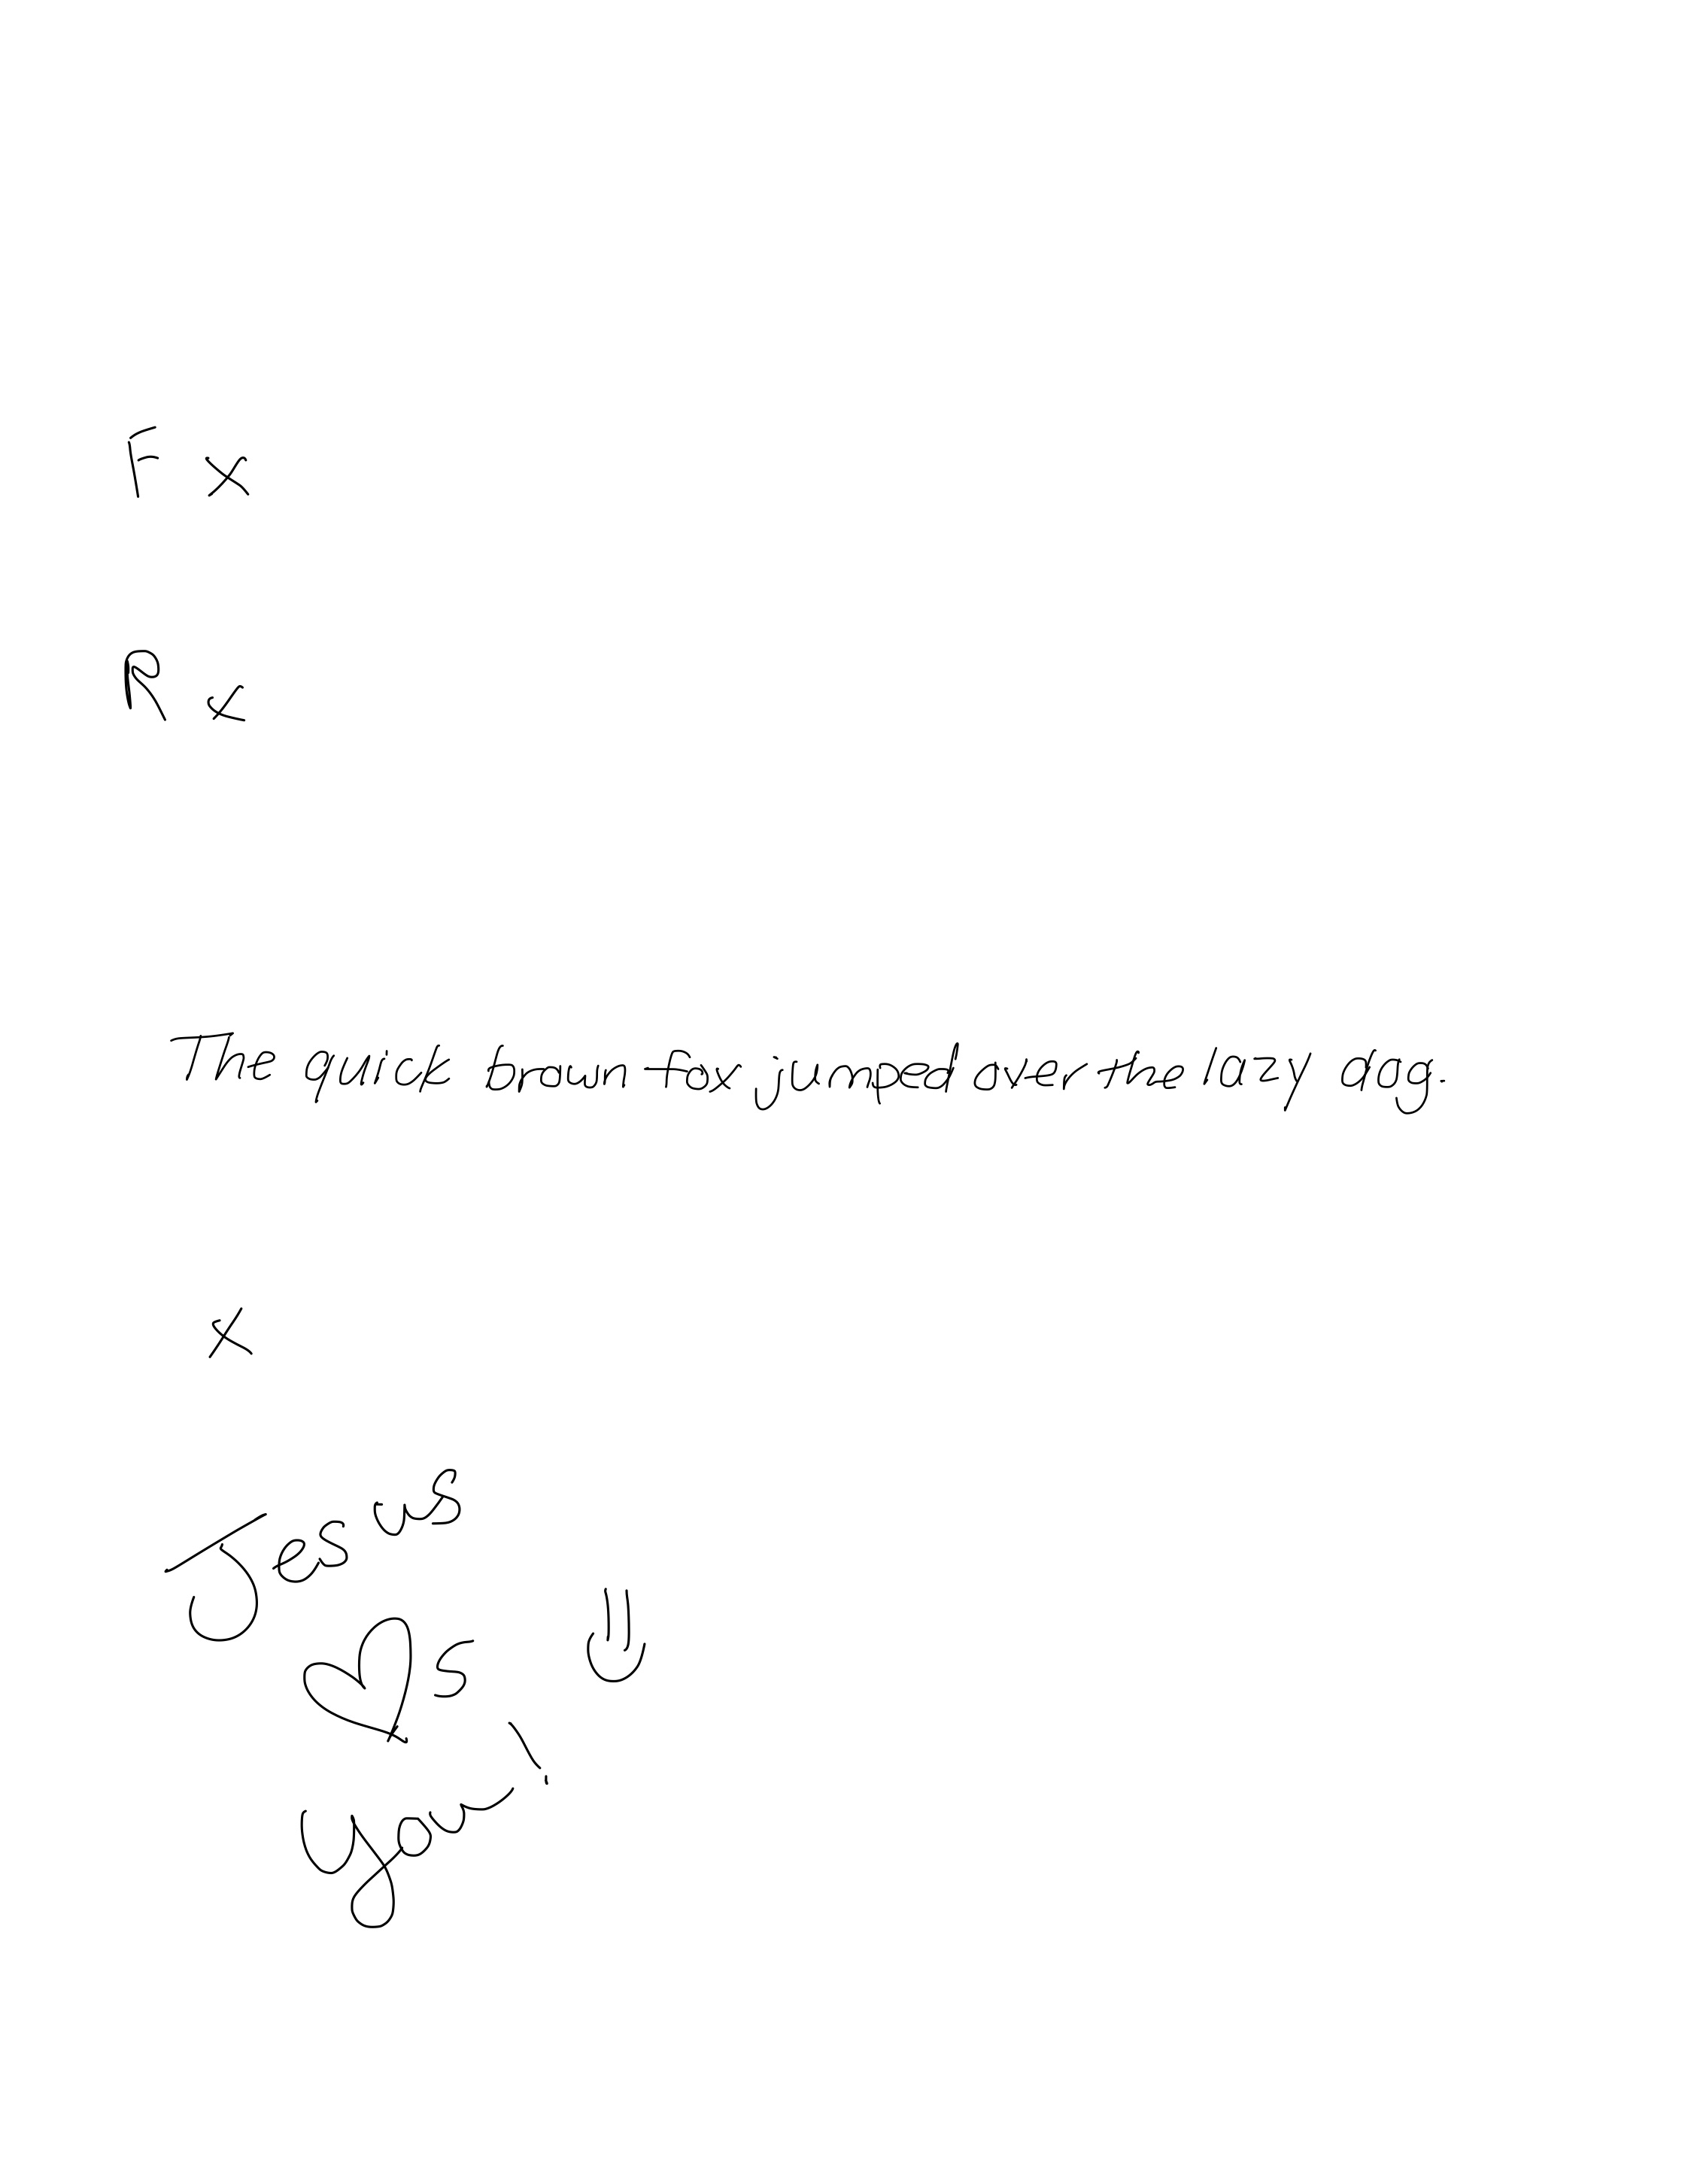 F x
R x
The quick brown fox jumped over the lazy dog.
x
Jesus
♡s
you!